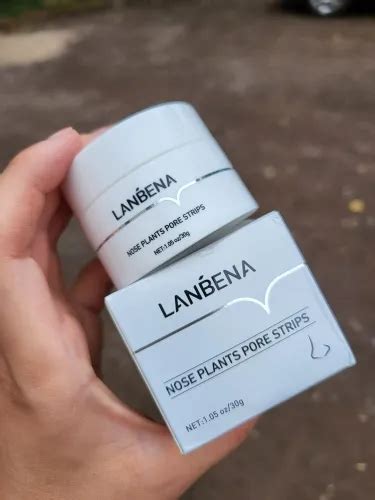 LANBENA
NOSE PLANTS PORE STRIPS
NET:1.05 oz/30g
LANBENA
NOSE PLANTS PORE STRIPS
NET:1.05 oz/30g